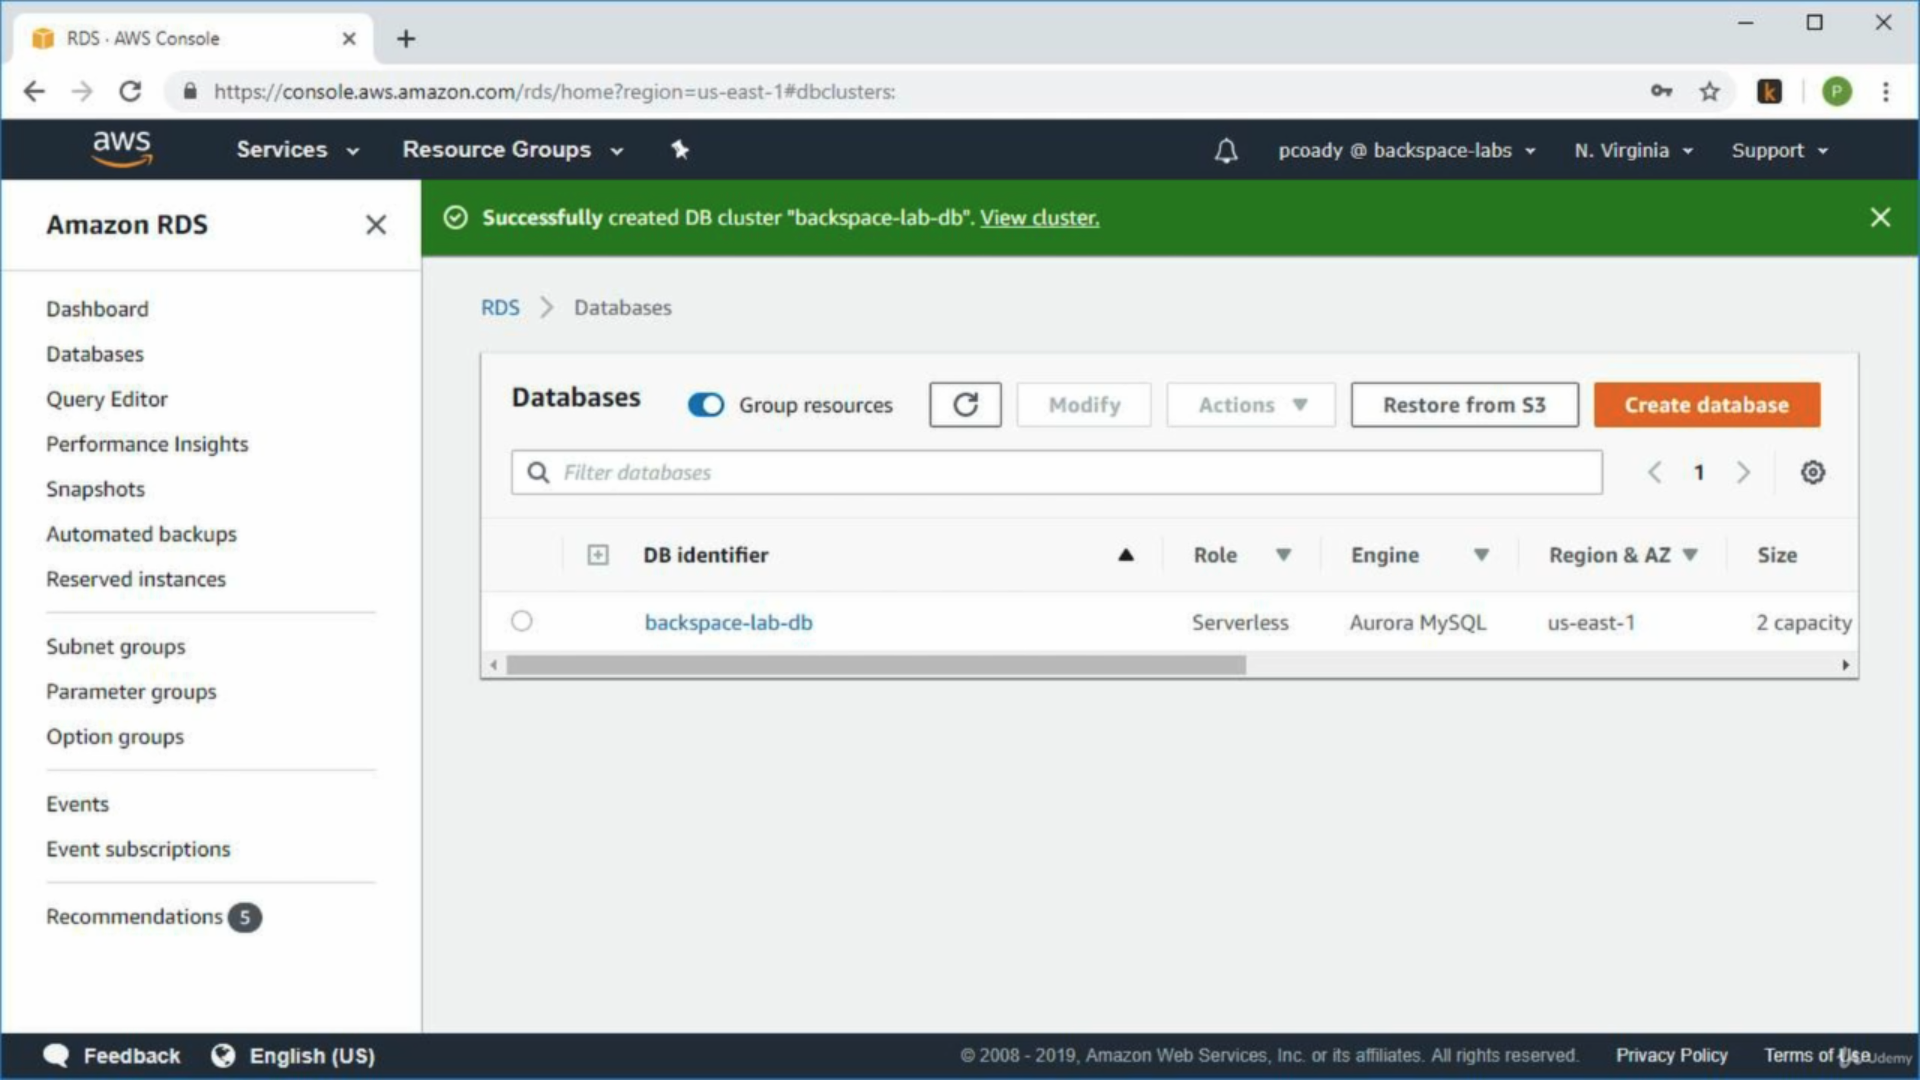 RDS · AWS Console
https://console.aws.amazon.com/rds/home?region=us-east-1#dbclusters:
k
P
aws
Services
Resource Groups
pcoady @ backspace-labs
N. Virginia
Support
Amazon RDS
Successfully created DB cluster "backspace-lab-db". View cluster.
Dashboard
Databases
Query Editor
Performance Insights
Snapshots
Automated backups
Reserved instances
Subnet groups
Parameter groups
Option groups
Events
Event subscriptions
Recommendations 5
RDS > Databases
Databases
Group resources
Modify
Actions
Restore from S3
Create database
Filter databases
1
DB identifier
Role
Engine
Region & AZ
Size
backspace-lab-db
Serverless
Aurora MySQL
us-east-1
2 capacity
Feedback
English (US)
© 2008 - 2019, Amazon Web Services, Inc. or its affiliates. All rights reserved.
Privacy Policy
Terms of Use
Udemy